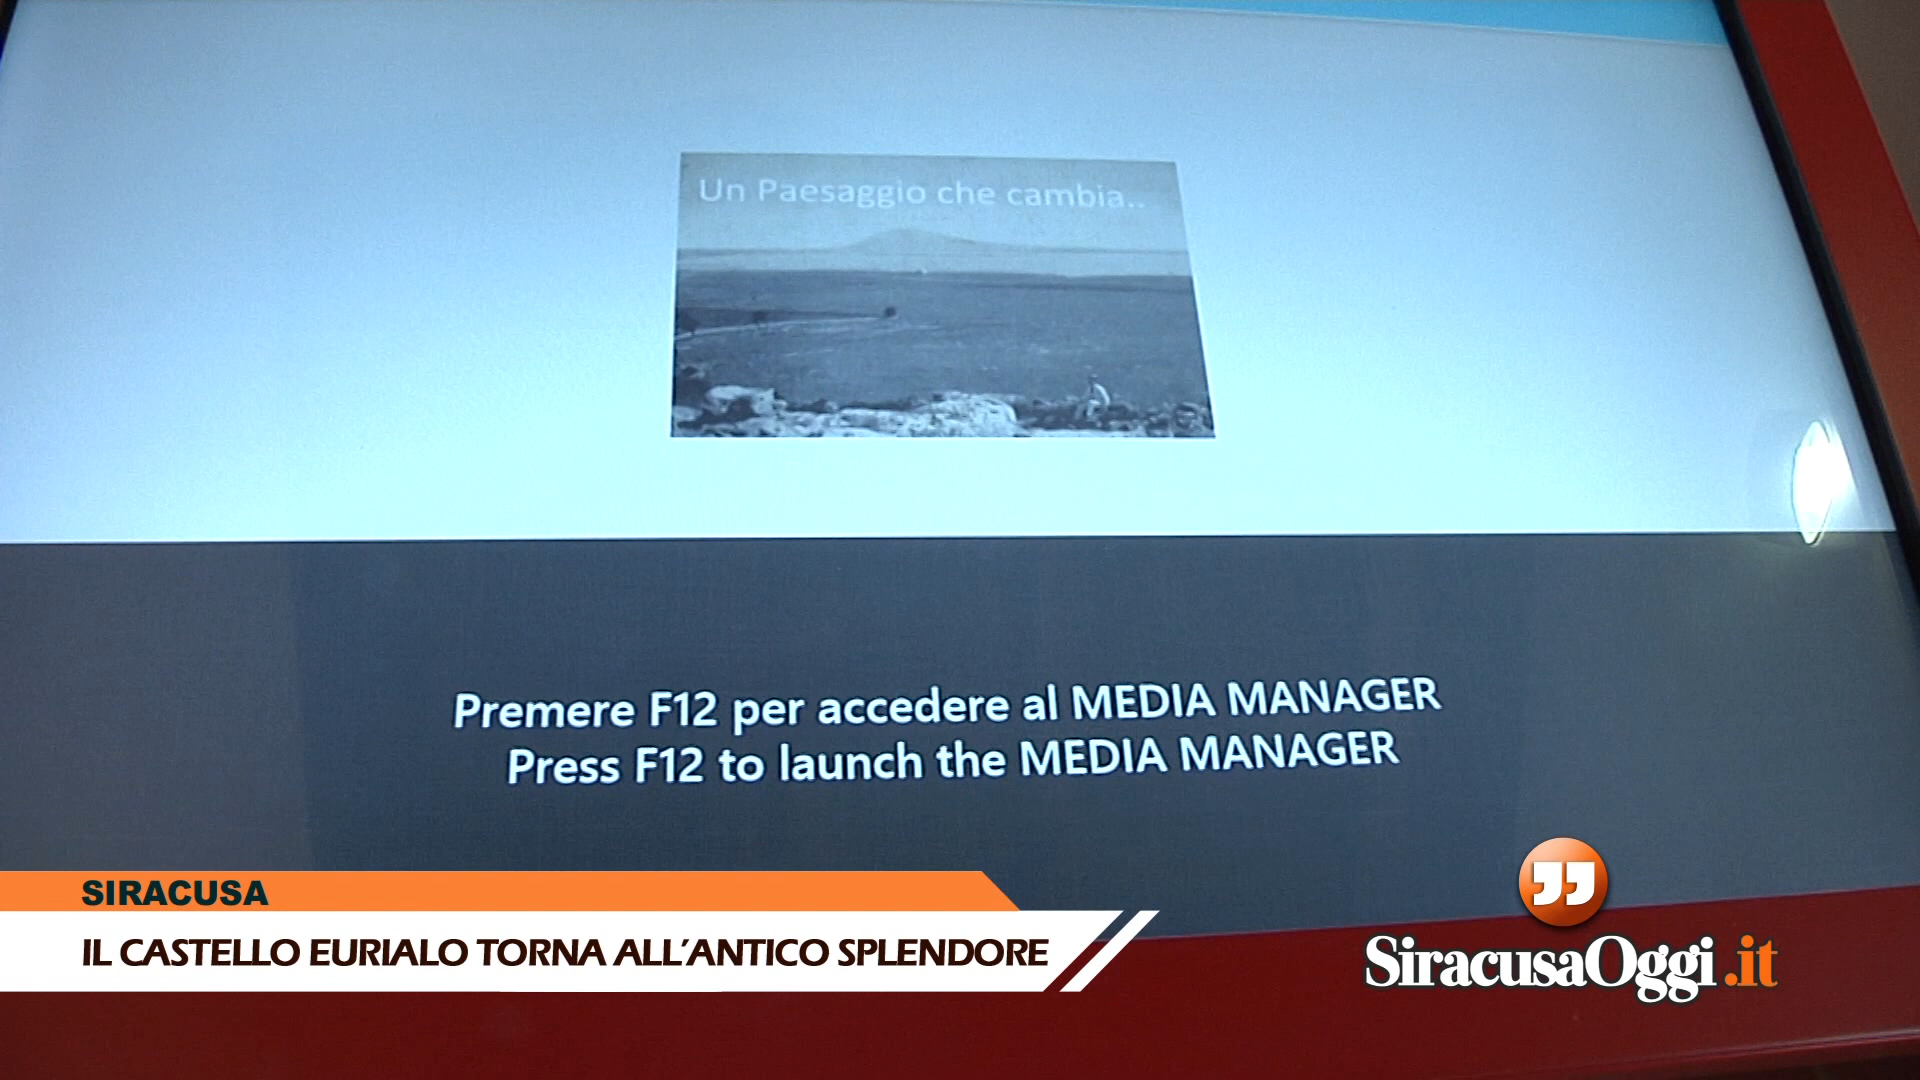 Un Paesaggio che cambia..
Premere F12 per accedere al MEDIA MANAGER
Press F12 to launch the MEDIA MANAGER
SIRACUSA
IL CASTELLO EURIALO TORNA ALL'ANTICO SPLENDORE
SiracusaOggi.it